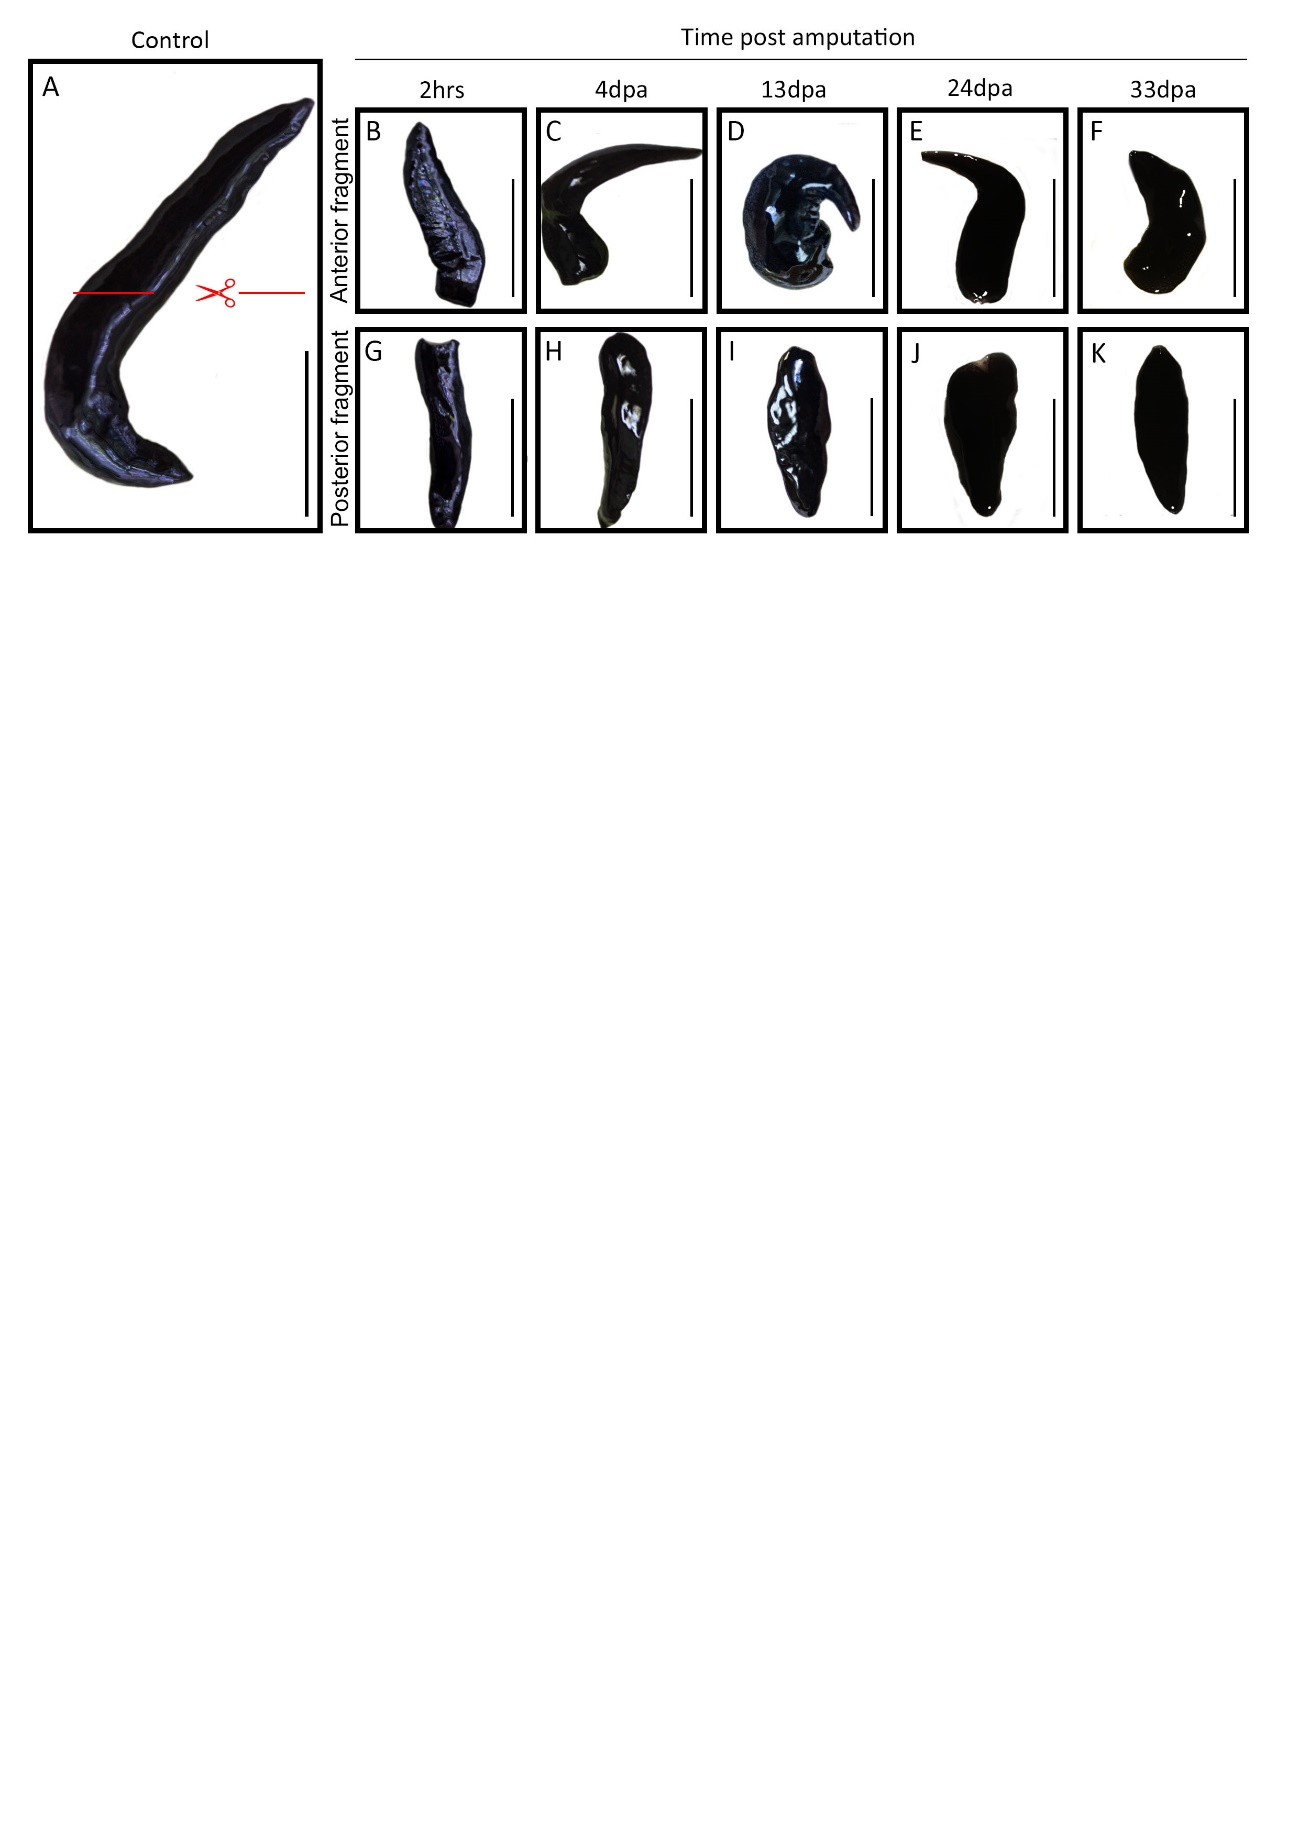 Control
Time post amputation
A
2hrs
4dpa
13dpa
24dpa
33dpa
Anterior fragment
B
C
D
E
F
Posterior fragment
G
H
I
J
K